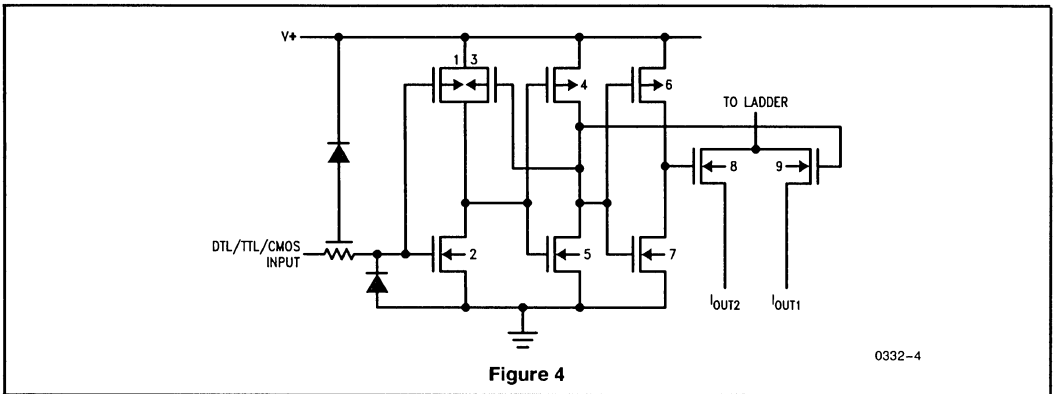 V+
1 3
4
6
TO LADDER
8
9
DTL/TTL/CMOS
INPUT
2
5
7
IOUT2
IOUT1
0332–4
Figure 4